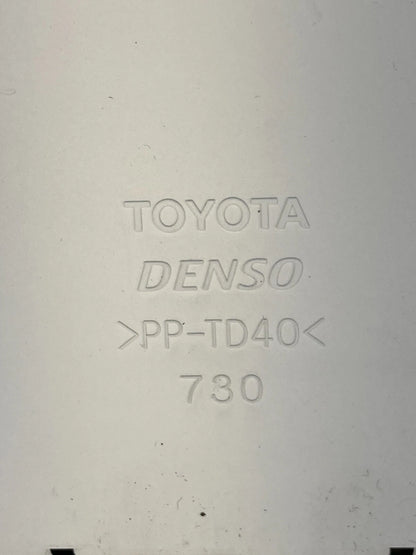 TOYOTA
DENSO
>PP-TD40<
730